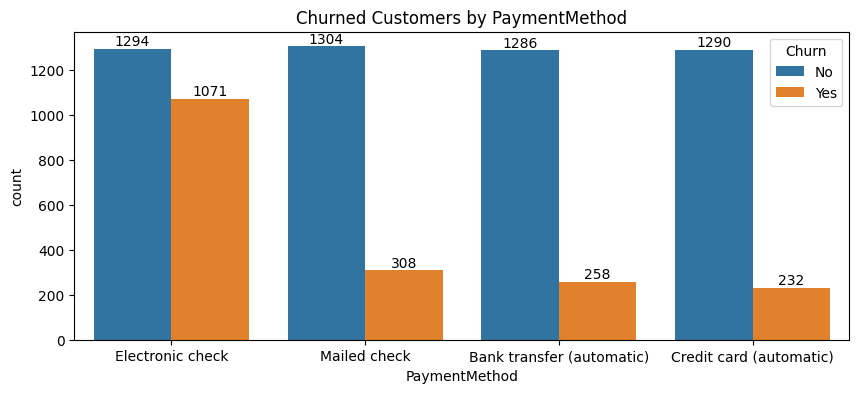 Churned Customers by PaymentMethod
1294
1071
1304
308
1286
258
1290
232
Churn
No
Yes
1200
1000
800
600
400
200
0
count
Electronic check
Mailed check
Bank transfer (automatic)
Credit card (automatic)
PaymentMethod